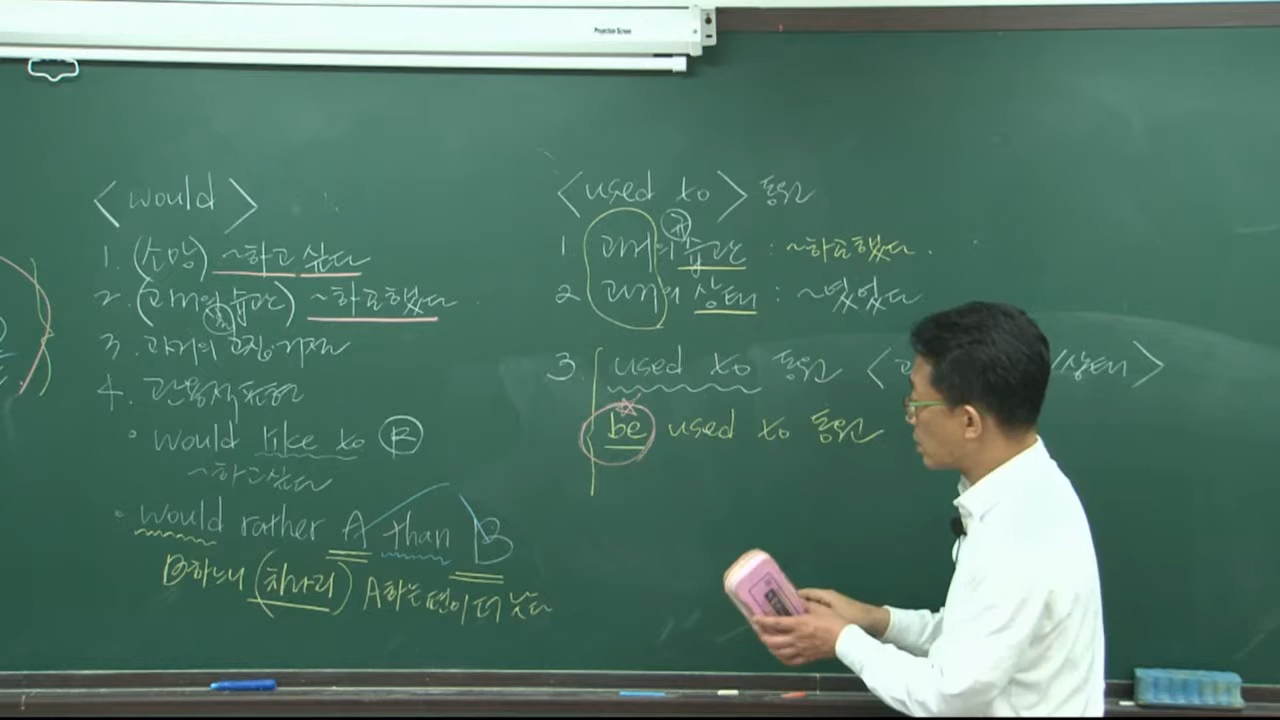 Projection Screen
<would>
1. (소망) ~하고 싶다
2. (과거의 습관) ~하곤 했다
3. 과거의 고집·거절
4. 관용적 표현
would like to Ⓡ
~하고 싶다
would rather A than B
B하느니 (차라리) A하는 편이 더 낫다
<used to> 동원
1. 과거의 습관 : ~하곤 했다.
2. 과거의 상태 : ~였었다
3. used to 동원 < /상태>
be used to 동원